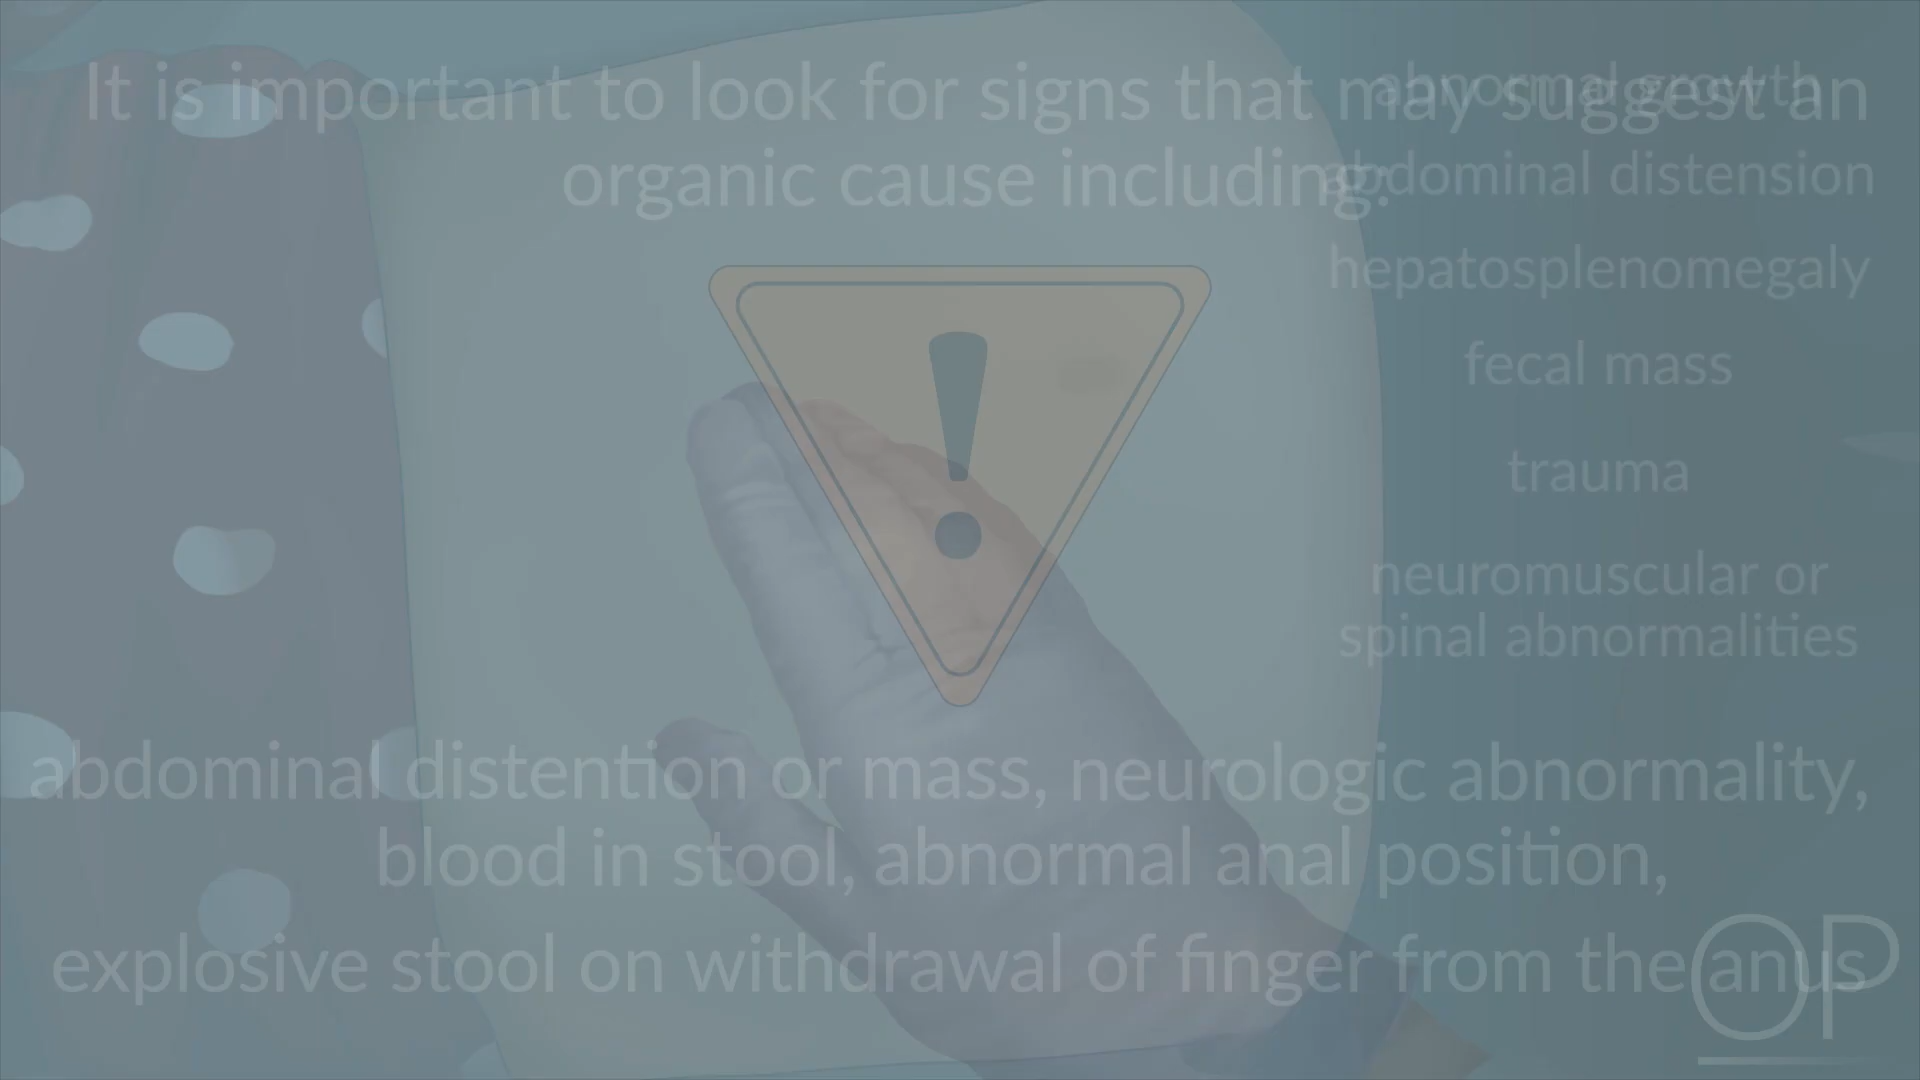 It is important to look for signs that may suggest an
organic cause including:
abnormal growth
abdominal distension
hepatosplenomegaly
fecal mass
trauma
neuromuscular or
spinal abnormalities
abdominal distention or mass, neurologic abnormality,
blood in stool, abnormal anal position,
explosive stool on withdrawal of finger from the anus
OP